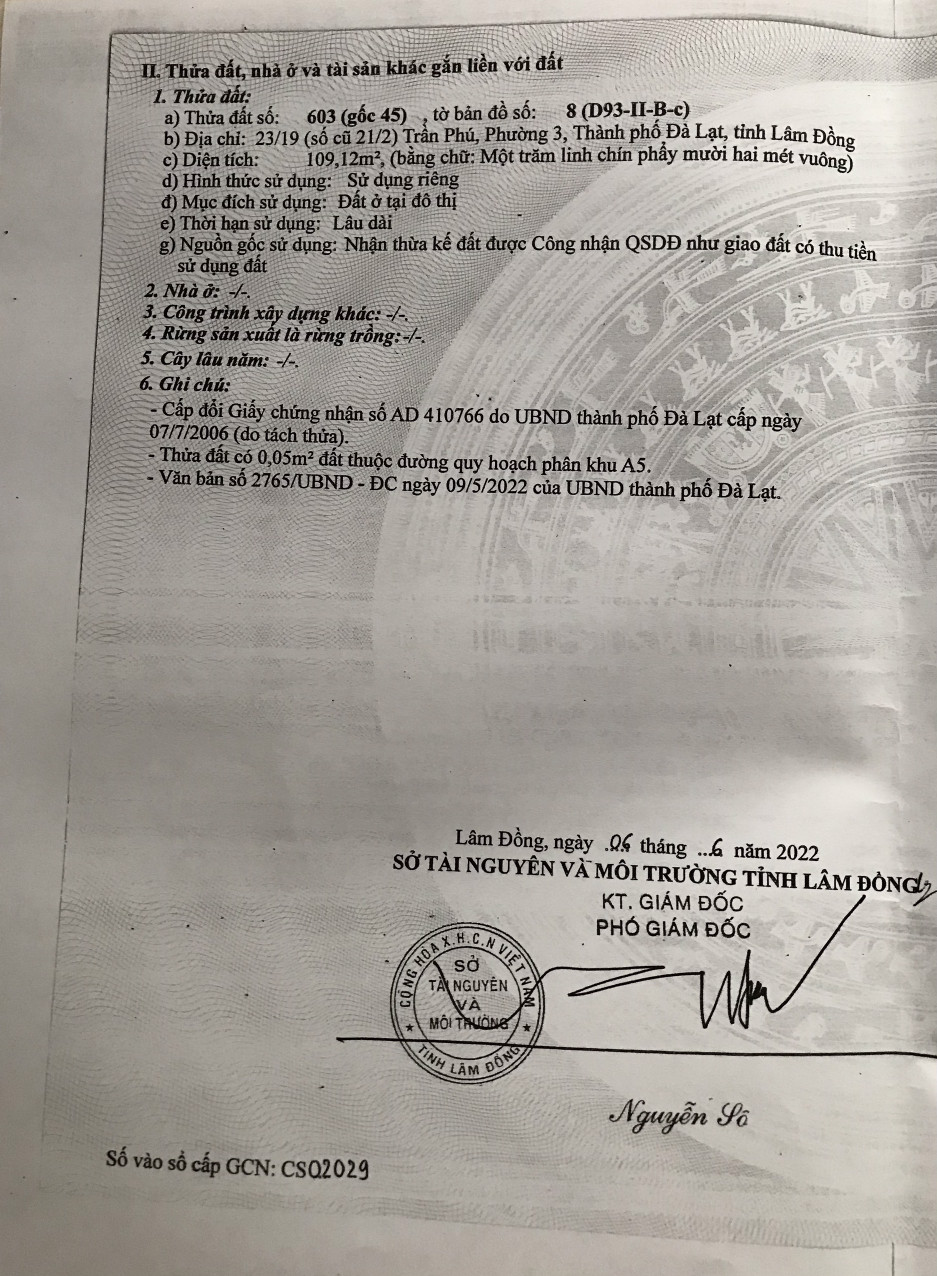 II. Thửa đất, nhà ở và tài sản khác gắn liền với đất
1. Thửa đất:
a) Thửa đất số: 603 (gốc 45) , tờ bản đồ số: 8 (D93-II-B-c)
b) Địa chỉ: 23/19 (số cũ 21/2) Trần Phú, Phường 3, Thành phố Đà Lạt, tỉnh Lâm Đồng
c) Diện tích: 109,12m², (bằng chữ: Một trăm linh chín phẩy mười hai mét vuông)
d) Hình thức sử dụng: Sử dụng riêng
đ) Mục đích sử dụng: Đất ở tại đô thị
e) Thời hạn sử dụng: Lâu dài
g) Nguồn gốc sử dụng: Nhận thừa kế đất được Công nhận QSDĐ như giao đất có thu tiền
sử dụng đất
2. Nhà ở: -/-.
3. Công trình xây dựng khác: -/-.
4. Rừng sản xuất là rừng trồng: -/-.
5. Cây lâu năm: -/-.
6. Ghi chú:
- Cấp đổi Giấy chứng nhận số AD 410766 do UBND thành phố Đà Lạt cấp ngày
07/7/2006 (do tách thửa).
- Thửa đất có 0,05m² đất thuộc đường quy hoạch phân khu A5.
- Văn bản số 2765/UBND - ĐC ngày 09/5/2022 của UBND thành phố Đà Lạt.
Lâm Đồng, ngày .06 tháng ..6 năm 2022
SỞ TÀI NGUYÊN VÀ MÔI TRƯỜNG TỈNH LÂM ĐỒNG
KT. GIÁM ĐỐC
PHÓ GIÁM ĐỐC
CỘNG HÒA X.H.C.N VIỆT NAM
SỞ
TÀI NGUYÊN
VÀ
MÔI TRƯỜNG
TỈNH LÂM ĐỒNG
Nguyễn Sô
Số vào sổ cấp GCN: CS02029